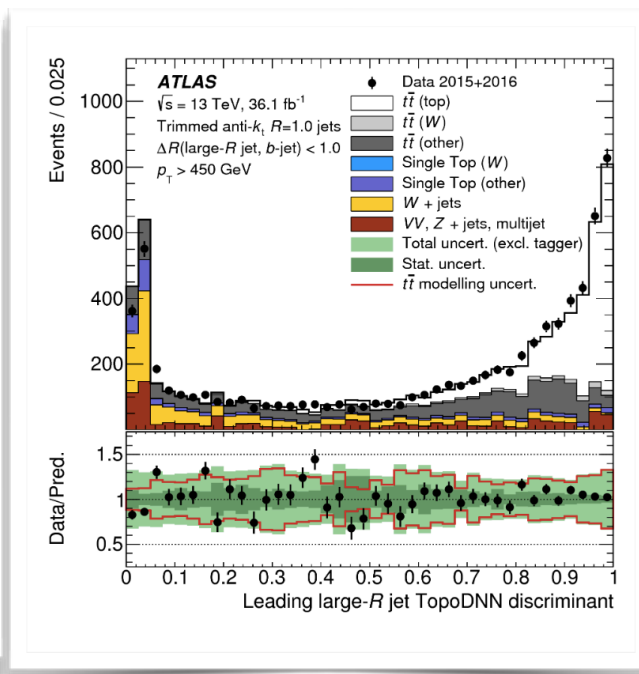 Events / 0.025
1000
800
600
400
200
ATLAS
√s = 13 TeV, 36.1 fb⁻¹
Trimmed anti-kₜ R=1.0 jets
ΔR(large-R jet, b-jet) < 1.0
p_T > 450 GeV
Data 2015+2016
tt̄ (top)
tt̄ (W)
tt̄ (other)
Single Top (W)
Single Top (other)
W + jets
VV, Z + jets, multijet
Total uncert. (excl. tagger)
Stat. uncert.
tt̄ modelling uncert.
Data/Pred.
1.5
1
0.5
0 0.1 0.2 0.3 0.4 0.5 0.6 0.7 0.8 0.9 1
Leading large-R jet TopoDNN discriminant